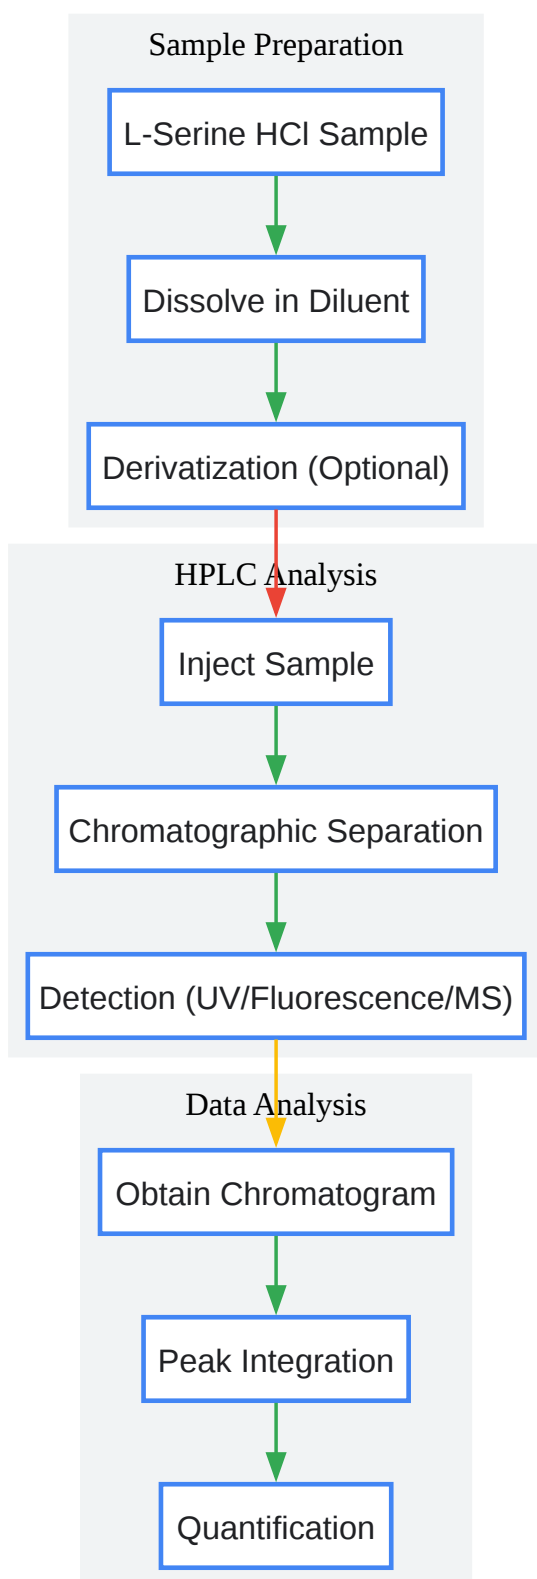 Sample Preparation
L-Serine HCl Sample
Dissolve in Diluent
Derivatization (Optional)
HPLC Analysis
Inject Sample
Chromatographic Separation
Detection (UV/Fluorescence/MS)
Data Analysis
Obtain Chromatogram
Peak Integration
Quantification